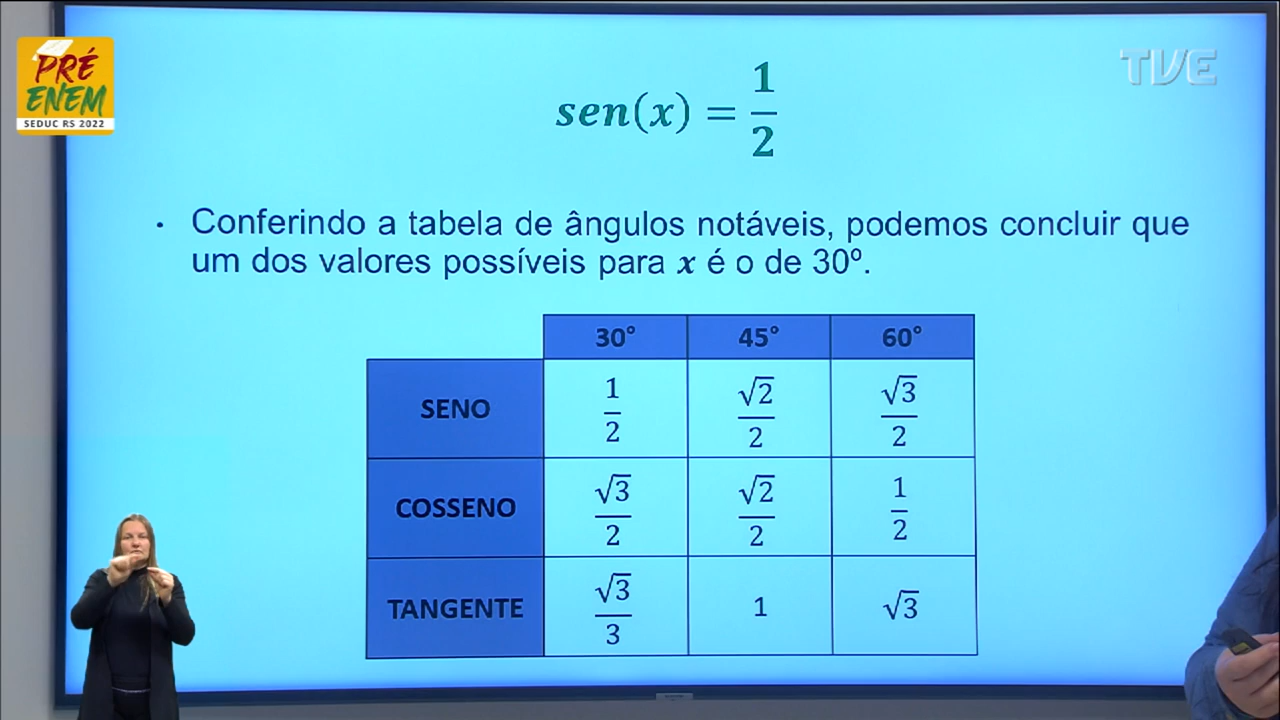 PRÉ
ENEM
SEDUC RS 2022
TVE
sen(x) = 1/2
• Conferindo a tabela de ângulos notáveis, podemos concluir que
um dos valores possíveis para x é o de 30º.
30° 45° 60°
SENO 1/2 √2/2 √3/2
COSSENO √3/2 √2/2 1/2
TANGENTE √3/3 1 √3